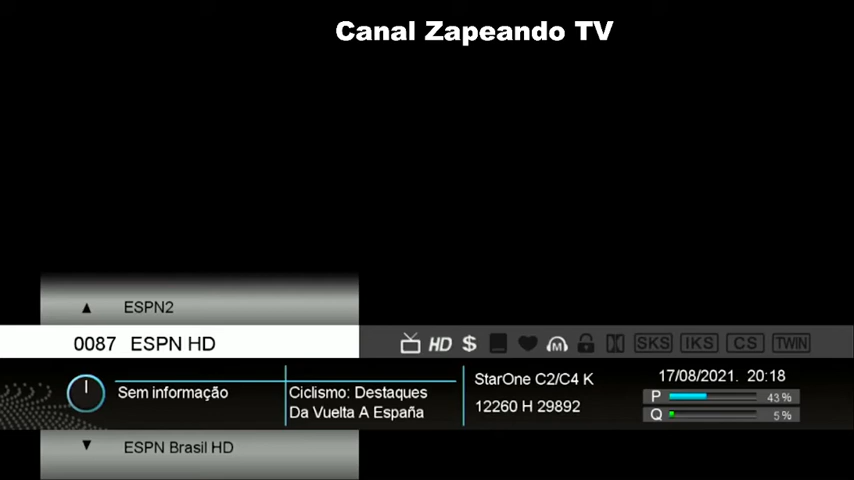 Canal Zapeando TV
ESPN2
0087 ESPN HD
HD $ M SKS IKS CS TWIN
Sem informação
Ciclismo: Destaques
Da Vuelta A España
StarOne C2/C4 K
12260 H 29892
17/08/2021. 20:18
P 43%
Q 5%
ESPN Brasil HD